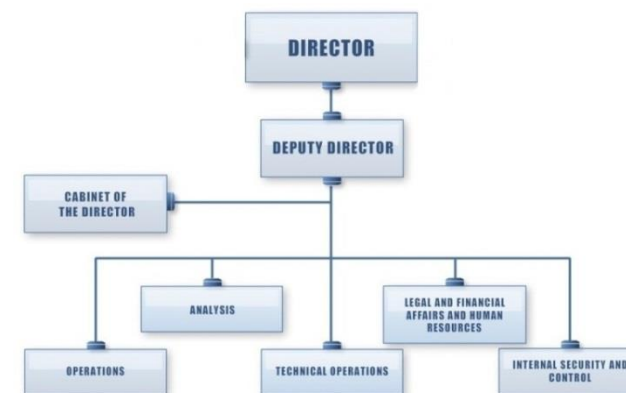 DIRECTOR
DEPUTY DIRECTOR
CABINET OF
THE DIRECTOR
ANALYSIS
LEGAL AND FINANCIAL
AFFAIRS AND HUMAN
RESOURCES
OPERATIONS
TECHNICAL OPERATIONS
INTERNAL SECURITY AND
CONTROL